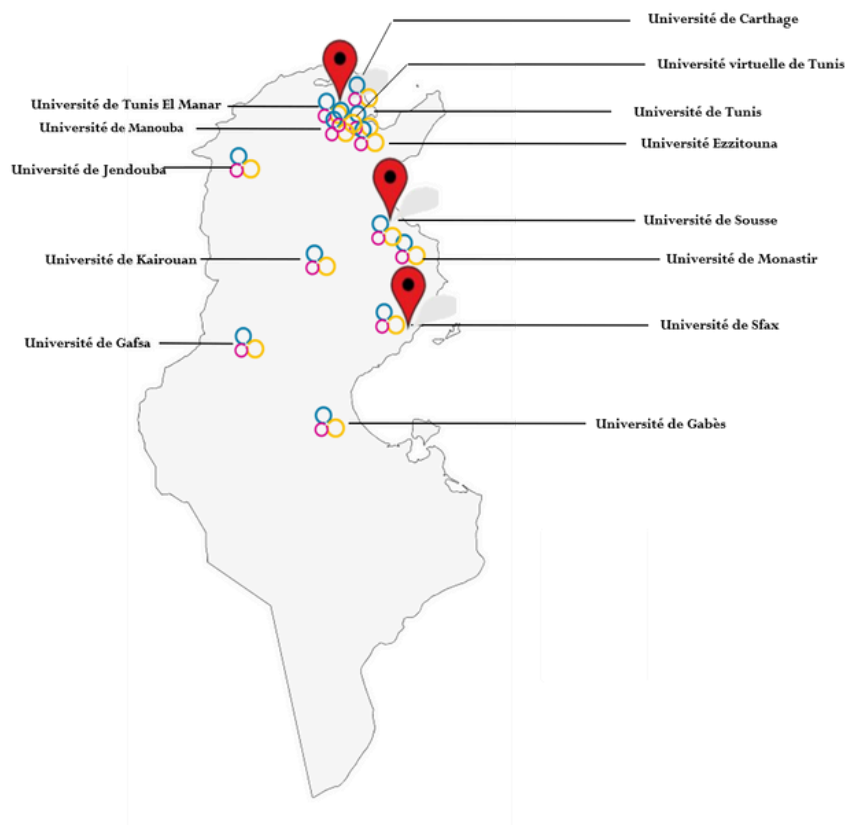 Université de Carthage
Université virtuelle de Tunis
Université de Tunis El Manar
Université de Tunis
Université de Manouba
Université Ezzitouna
Université de Jendouba
Université de Sousse
Université de Kairouan
Université de Monastir
Université de Sfax
Université de Gafsa
Université de Gabès